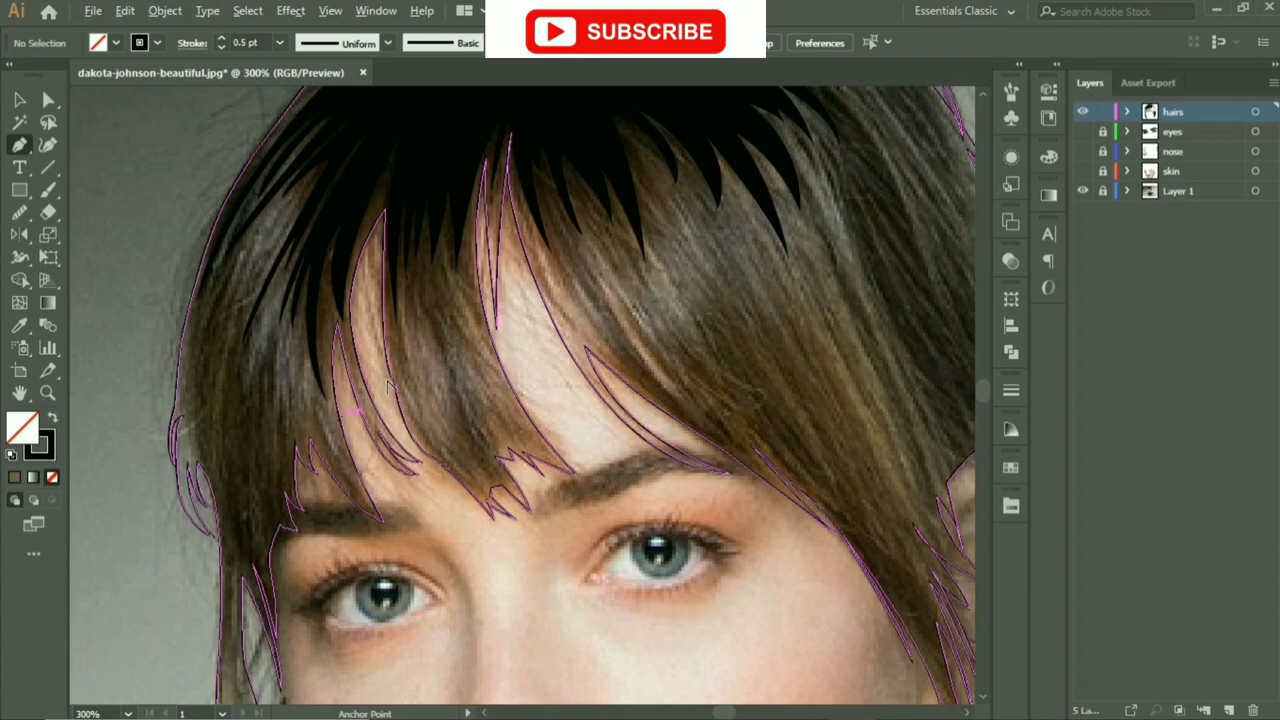 Ai File Edit Object Type Select Effect View Window Help SUBSCRIBE Essentials Classic Search Adobe Stock
No Selection Stroke: 0.5 pt Uniform Basic Preferences
dakota-johnson-beautiful.jpg* @ 300% (RGB/Preview) ×
Layers Asset Export
hairs
eyes
nose
skin
Layer 1
300% 1 Anchor Point 5 La...